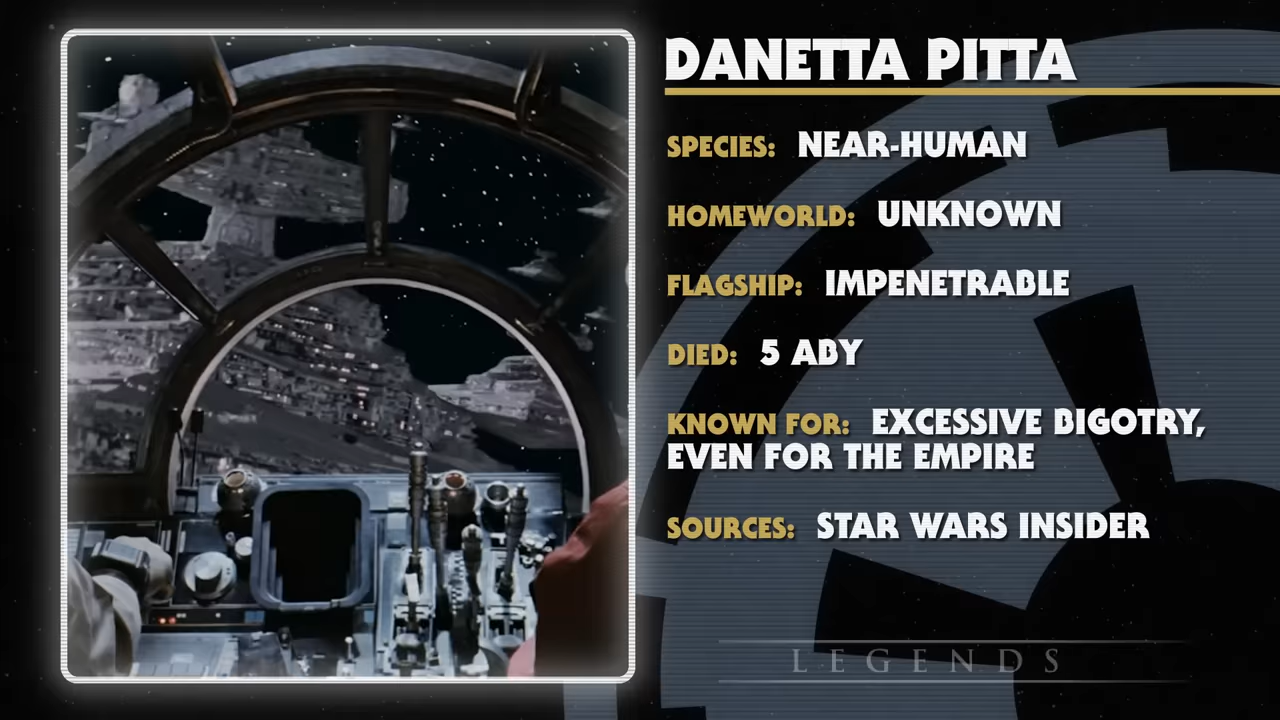 DANETTA PITTA
SPECIES: NEAR-HUMAN
HOMEWORLD: UNKNOWN
FLAGSHIP: IMPENETRABLE
DIED: 5 ABY
KNOWN FOR: EXCESSIVE BIGOTRY,
EVEN FOR THE EMPIRE
SOURCES: STAR WARS INSIDER
LEGENDS